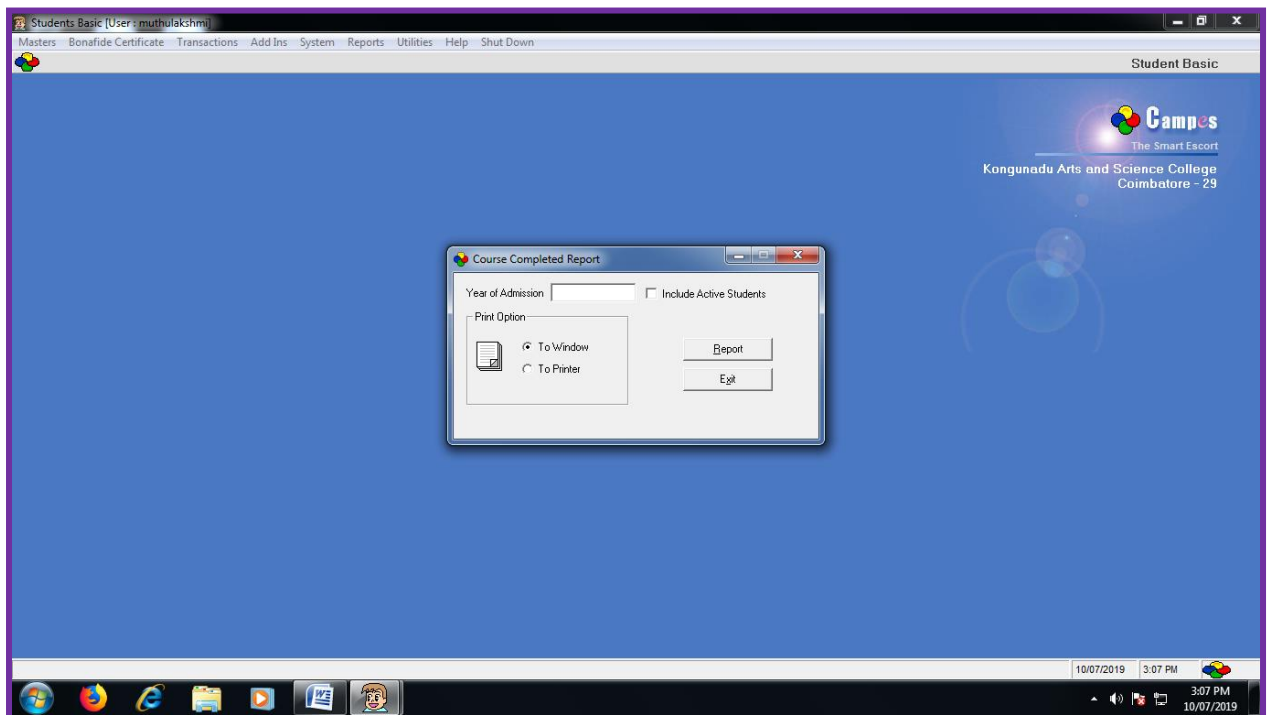 Students Basic [User : muthulakshmi]
Masters Bonafide Certificate Transactions Add Ins System Reports Utilities Help Shut Down
Student Basic
Campes
The Smart Escort
Kongunadu Arts and Science College
Coimbatore - 29
Course Completed Report
Year of Admission Include Active Students
Print Option
To Window
To Printer
Report
Exit
10/07/2019 3:07 PM
3:07 PM
10/07/2019